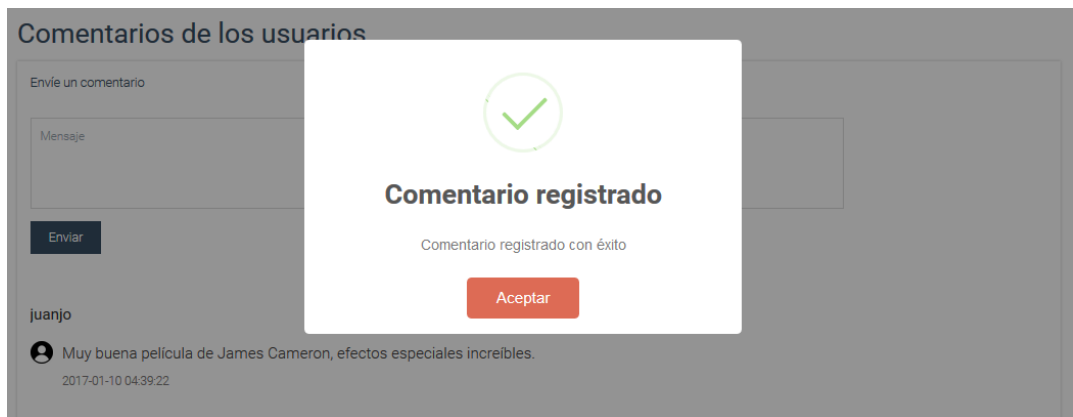 Comentarios de los usuarios
Envíe un comentario
Mensaje
Enviar
Comentario registrado
Comentario registrado con éxito
Aceptar
juanjo
Muy buena película de James Cameron, efectos especiales increíbles.
2017-01-10 04:39:22